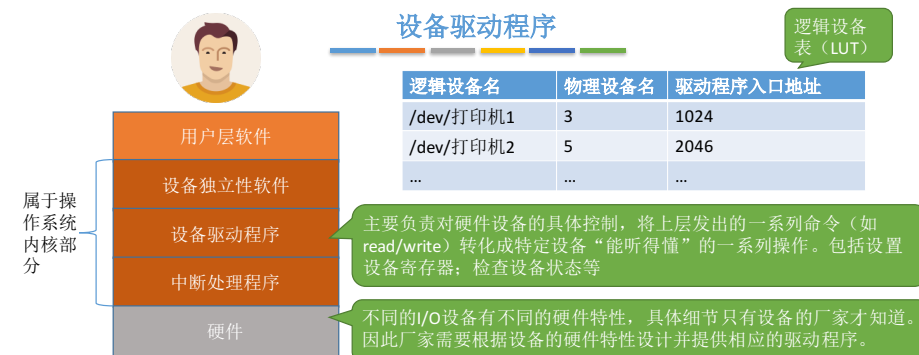 设备驱动程序
逻辑设备
表（LUT）
逻辑设备名 物理设备名 驱动程序入口地址
/dev/打印机1 3 1024
/dev/打印机2 5 2046
... ... ...
用户层软件
设备独立性软件
设备驱动程序
中断处理程序
硬件
属于操
作系统
内核部
分
主要负责对硬件设备的具体控制，将上层发出的一系列命令（如
read/write）转化成特定设备“能听得懂”的一系列操作。包括设置
设备寄存器；检查设备状态等
不同的I/O设备有不同的硬件特性，具体细节只有设备的厂家才知道。
因此厂家需要根据设备的硬件特性设计并提供相应的驱动程序。